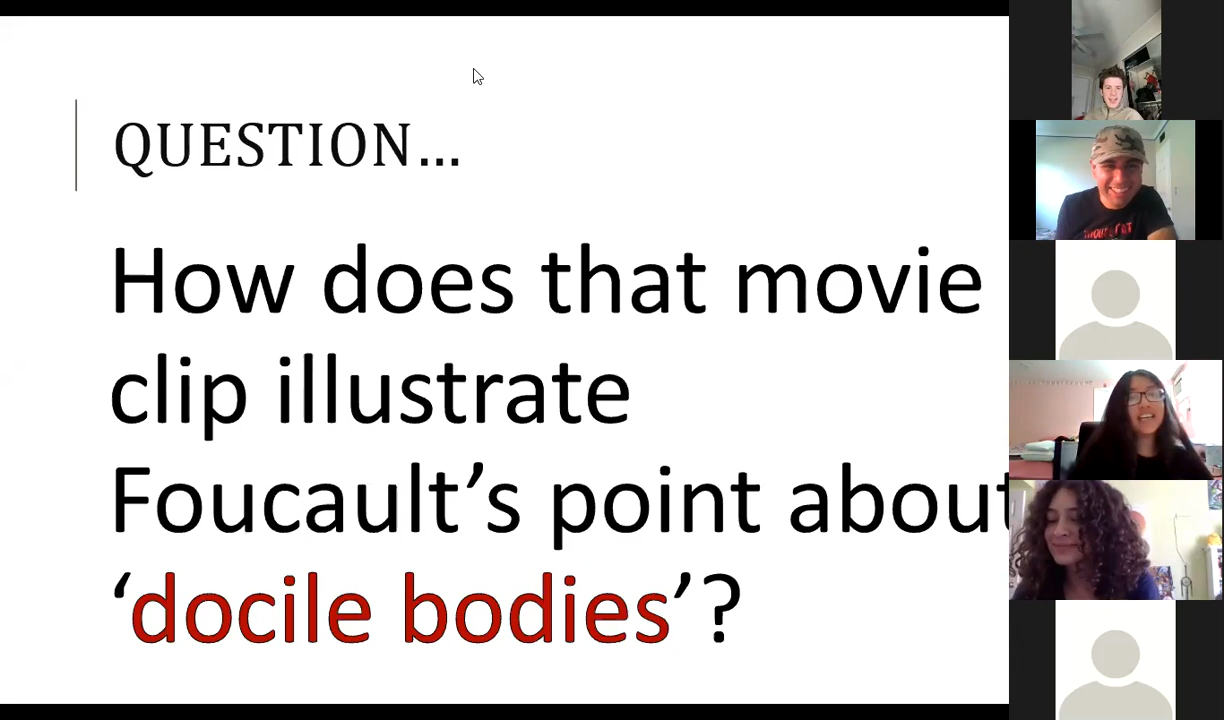 QUESTION...
How does that movie
clip illustrate
Foucault’s point about
‘docile bodies’?